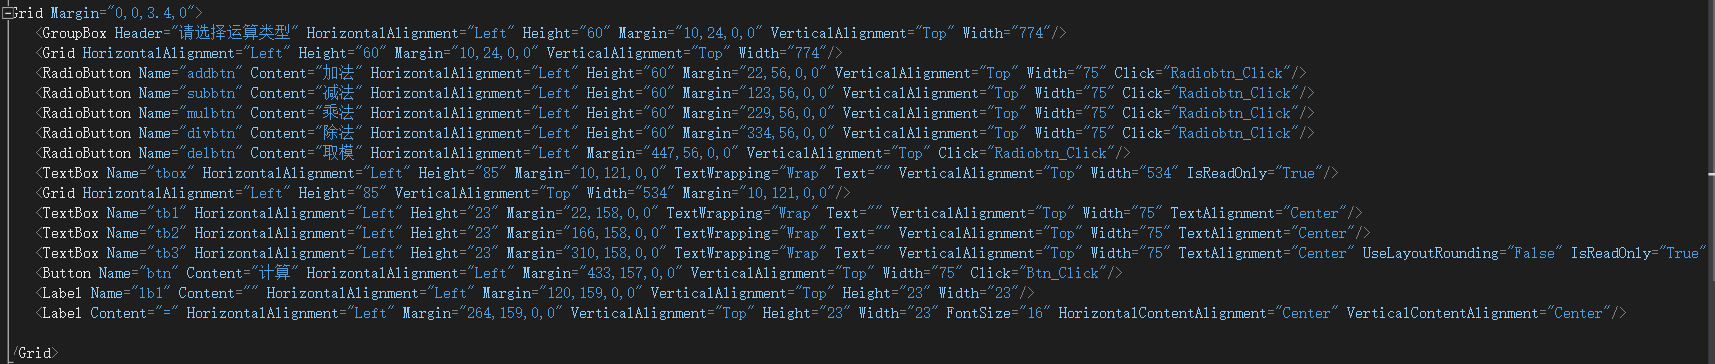 Grid Margin="0,0,3.4,0">
<GroupBox Header="请选择运算类型" HorizontalAlignment="Left" Height="60" Margin="10,24,0,0" VerticalAlignment="Top" Width="774"/>
<Grid HorizontalAlignment="Left" Height="60" Margin="10,24,0,0" VerticalAlignment="Top" Width="774"/>
<RadioButton Name="addbtn" Content="加法" HorizontalAlignment="Left" Height="60" Margin="22,56,0,0" VerticalAlignment="Top" Width="75" Click="Radiobtn_Click"/>
<RadioButton Name="subbtn" Content="减法" HorizontalAlignment="Left" Height="60" Margin="123,56,0,0" VerticalAlignment="Top" Width="75" Click="Radiobtn_Click"/>
<RadioButton Name="mulbtn" Content="乘法" HorizontalAlignment="Left" Height="60" Margin="229,56,0,0" VerticalAlignment="Top" Width="75" Click="Radiobtn_Click"/>
<RadioButton Name="divbtn" Content="除法" HorizontalAlignment="Left" Height="60" Margin="334,56,0,0" VerticalAlignment="Top" Width="75" Click="Radiobtn_Click"/>
<RadioButton Name="delbtn" Content="取模" HorizontalAlignment="Left" Margin="447,56,0,0" VerticalAlignment="Top" Click="Radiobtn_Click"/>
<TextBox Name="tbox" HorizontalAlignment="Left" Height="85" Margin="10,121,0,0" TextWrapping="Wrap" Text="" VerticalAlignment="Top" Width="534" IsReadOnly="True"/>
<Grid HorizontalAlignment="Left" Height="85" VerticalAlignment="Top" Width="534" Margin="10,121,0,0"/>
<TextBox Name="tb1" HorizontalAlignment="Left" Height="23" Margin="22,158,0,0" TextWrapping="Wrap" Text="" VerticalAlignment="Top" Width="75" TextAlignment="Center"/>
<TextBox Name="tb2" HorizontalAlignment="Left" Height="23" Margin="166,158,0,0" TextWrapping="Wrap" Text="" VerticalAlignment="Top" Width="75" TextAlignment="Center"/>
<TextBox Name="tb3" HorizontalAlignment="Left" Height="23" Margin="310,158,0,0" TextWrapping="Wrap" Text="" VerticalAlignment="Top" Width="75" TextAlignment="Center" UseLayoutRounding="False" IsReadOnly="True"
<Button Name="btn" Content="计算" HorizontalAlignment="Left" Margin="433,157,0,0" VerticalAlignment="Top" Width="75" Click="Btn_Click"/>
<Label Name="lbl" Content="" HorizontalAlignment="Left" Margin="120,159,0,0" VerticalAlignment="Top" Height="23" Width="23"/>
<Label Content="=" HorizontalAlignment="Left" Margin="264,159,0,0" VerticalAlignment="Top" Height="23" Width="23" FontSize="16" HorizontalContentAlignment="Center" VerticalContentAlignment="Center"/>
/Grid>